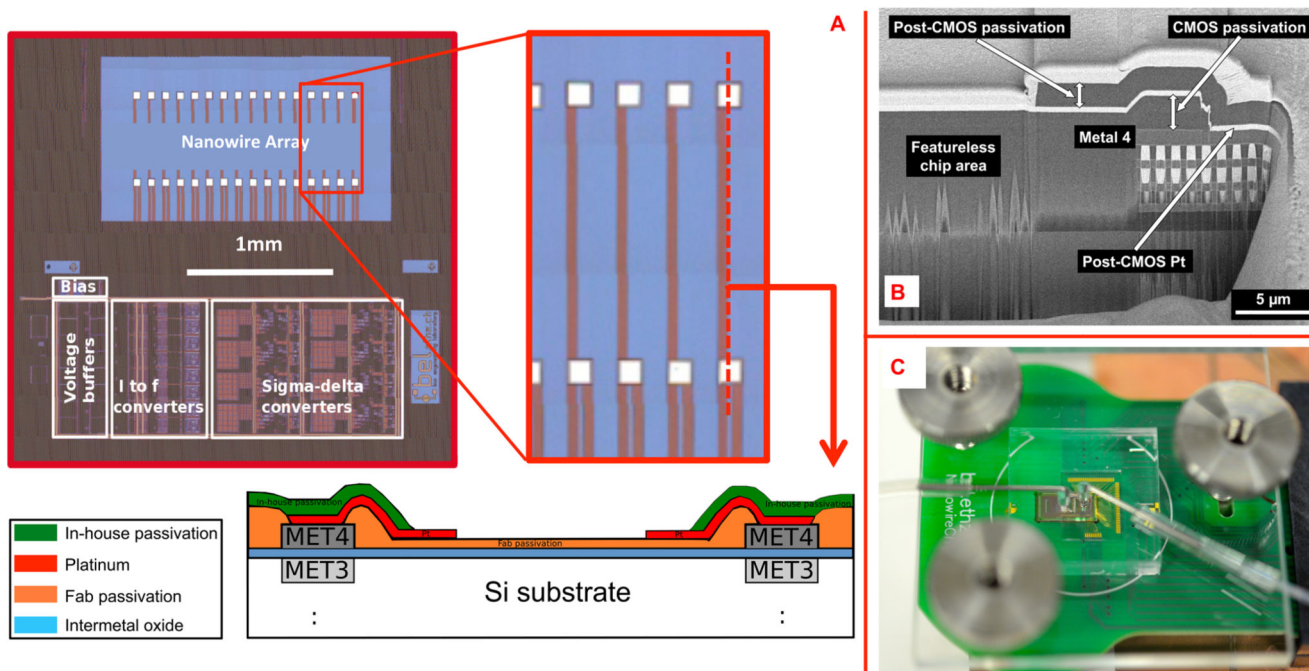 A
Nanowire Array
1mm
Bias
Voltage
buffers
I to f
converters
Sigma-delta
converters
In-house passivation
In-house passivation
Pt
Pt
Fab passivation
MET4
MET4
MET3
MET3
Si substrate
:
:
In-house passivation
Platinum
Fab passivation
Intermetal oxide
Post-CMOS passivation
CMOS passivation
Metal 4
Featureless
chip area
Post-CMOS Pt
B
5 µm
C